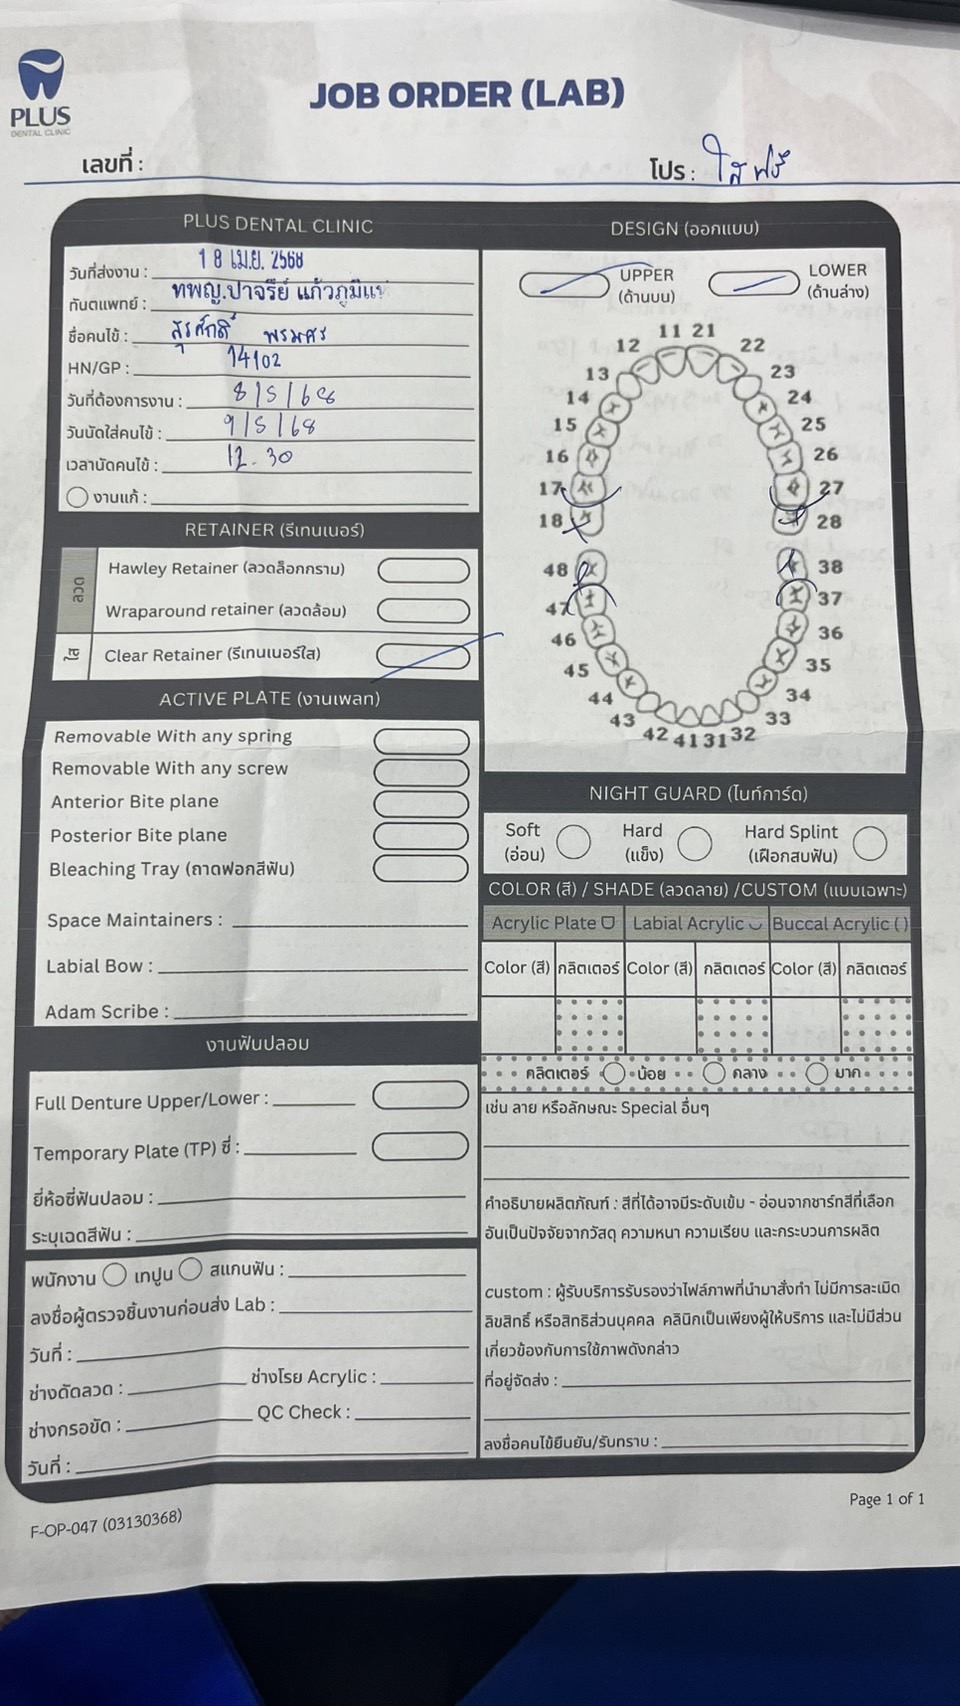 PLUS
DENTAL CLINIC
JOB ORDER (LAB)
เลขที่ :
โปร : ใส ฟรี
PLUS DENTAL CLINIC
วันที่ส่งงาน : 18 เม.ย. 2568
ทันตแพทย์ : ทพญ.ปาจรีย์
ชื่อคนไข้ : สุรศักดิ์ พรมศร
HN/GP : 14102
วันที่ต้องการงาน : 8/5/68
วันนัดใส่คนไข้ : 9/5/68
เวลานัดคนไข้ : 12.30
งานแก้ :
RETAINER (รีเทนเนอร์)
ลวด
Hawley Retainer (ลวดล็อกกราม)
Wraparound retainer (ลวดล้อม)
ใส
Clear Retainer (รีเทนเนอร์ใส)
ACTIVE PLATE (งานเพลท)
Removable With any spring
Removable With any screw
Anterior Bite plane
Posterior Bite plane
Bleaching Tray (ถาดฟอกสีฟัน)
Space Maintainers :
Labial Bow :
Adam Scribe :
งานฟันปลอม
Full Denture Upper/Lower :
Temporary Plate (TP) ซี่ :
ยี่ห้อซี่ฟันปลอม :
ระบุเฉดสีฟัน :
พนักงาน เทปูน สแกนฟัน :
ลงชื่อผู้ตรวจชิ้นงานก่อนส่ง Lab :
วันที่ :
ช่างดัดลวด : ช่างโรย Acrylic :
ช่างกรอขัด : QC Check :
วันที่ :
DESIGN (ออกแบบ)
UPPER
(ด้านบน)
LOWER
(ด้านล่าง)
11 21
12 22
13 23
14 24
15 25
16 26
17 27
18 28
48 38
47 37
46 36
45 35
44 34
43 33
42 41 31 32
NIGHT GUARD (ไนท์การ์ด)
Soft
(อ่อน)
Hard
(แข็ง)
Hard Splint
(เฝือกสบฟัน)
COLOR (สี) / SHADE (ลวดลาย) /CUSTOM (แบบเฉพาะ)
Acrylic Plate Labial Acrylic Buccal Acrylic ( )
Color (สี) กลิตเตอร์ Color (สี) กลิตเตอร์ Color (สี) กลิตเตอร์
กลิตเตอร์ น้อย กลาง มาก
เช่น ลาย หรือลักษณะ Special อื่นๆ
คำอธิบายผลิตภัณฑ์ : สีที่ได้อาจมีระดับเข้ม - อ่อนจากชาร์ทสีที่เลือก
อันเป็นปัจจัยจากวัสดุ ความหนา ความเรียบ และกระบวนการผลิต
custom : ผู้รับบริการรับรองว่าไฟล์ภาพที่นำมาสั่งทำ ไม่มีการละเมิด
ลิขสิทธิ์ หรือสิทธิส่วนบุคคล คลินิกเป็นเพียงผู้ให้บริการ และไม่มีส่วน
เกี่ยวข้องกับการใช้ภาพดังกล่าว
ที่อยู่จัดส่ง :
ลงชื่อคนไข้ยืนยัน/รับทราบ :
F-OP-047 (03130368)
Page 1 of 1